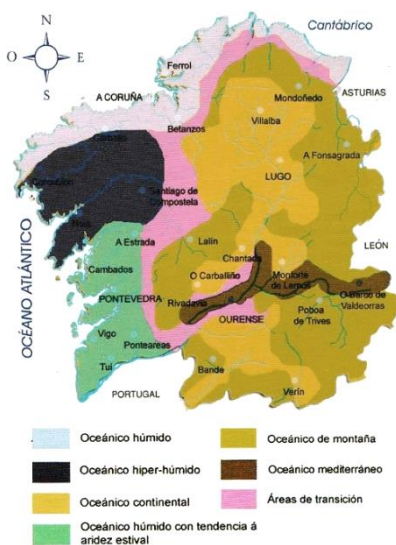 N
Cantábrico
O E
S
Ferrol
A CORUÑA
Mondoñedo
ASTURIAS
Betanzos
Villalba
A Fonsagrada
LUGO
Santiago de
Compostela
OCÉANO ATLÁNTICO
LEÓN
A Estrada
Lalín
Chantada
Cambados
O Carballiño
Monforte
de Lemos
PONTEVEDRA
Rivadavia
O Barco de
Valdeorras
OURENSE
Poboa
de Trives
Vigo
Ponteareas
Tui
Bande
PORTUGAL
Verín
Oceánico húmido
Oceánico de montaña
Oceánico hiper-húmido
Oceánico mediterráneo
Oceánico continental
Áreas de transición
Oceánico húmido con tendencia á
aridez estival